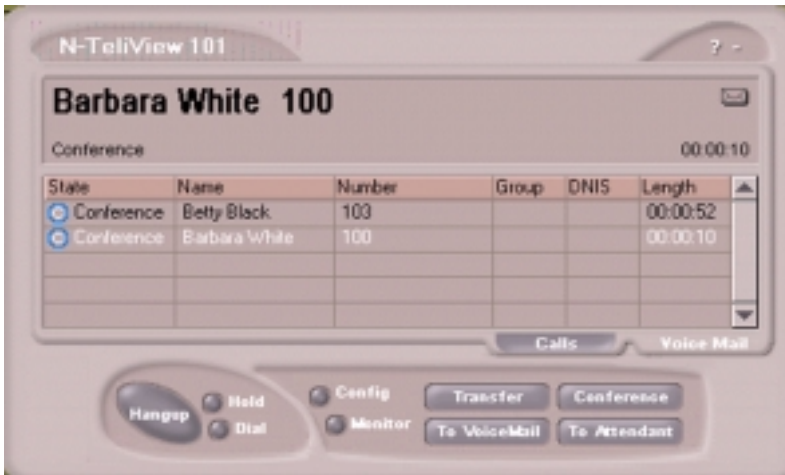 N-TeliView 101 ? -
Barbara White 100
Conference 00:00:10
State Name Number Group DNIS Length
C Conference Betty Black 103 00:00:52
C Conference Barbara White 100 00:00:10
Calls Voice Mail
Hangup Hold Dial Config Monitor Transfer Conference
To VoiceMail To Attendant